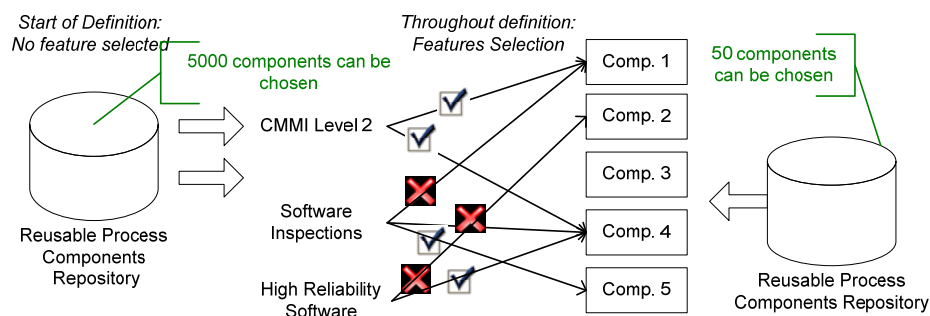 Start of Definition:
No feature selected
5000 components can be
chosen
Throughout definition:
Features Selection
50 components
can be chosen
CMMI Level 2
Software
Inspections
High Reliability
Software
Comp. 1
Comp. 2
Comp. 3
Comp. 4
Comp. 5
Reusable Process
Components
Repository
Reusable Process
Components Repository